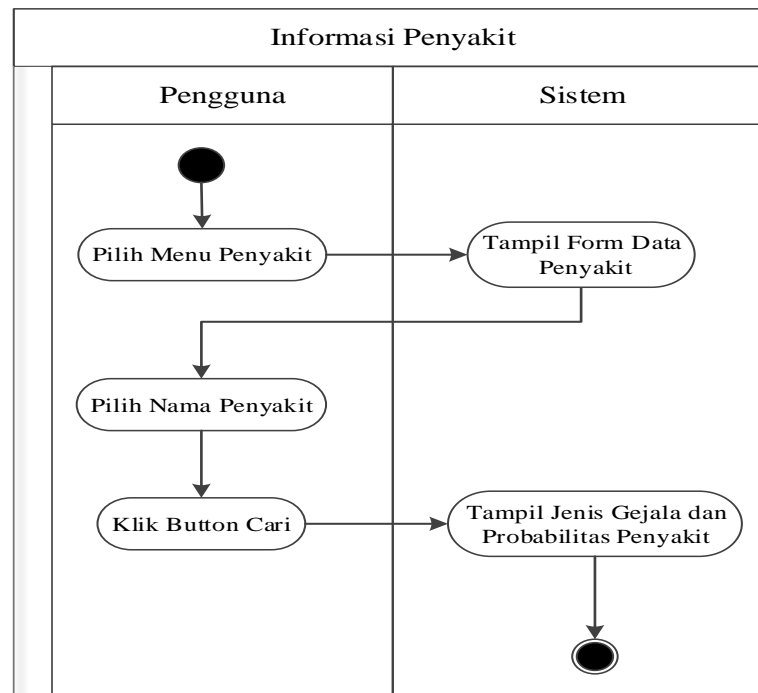 Informasi Penyakit
Pengguna
Sistem
Pilih Menu Penyakit
Tampil Form Data
Penyakit
Pilih Nama Penyakit
Klik Button Cari
Tampil Jenis Gejala dan
Probabilitas Penyakit